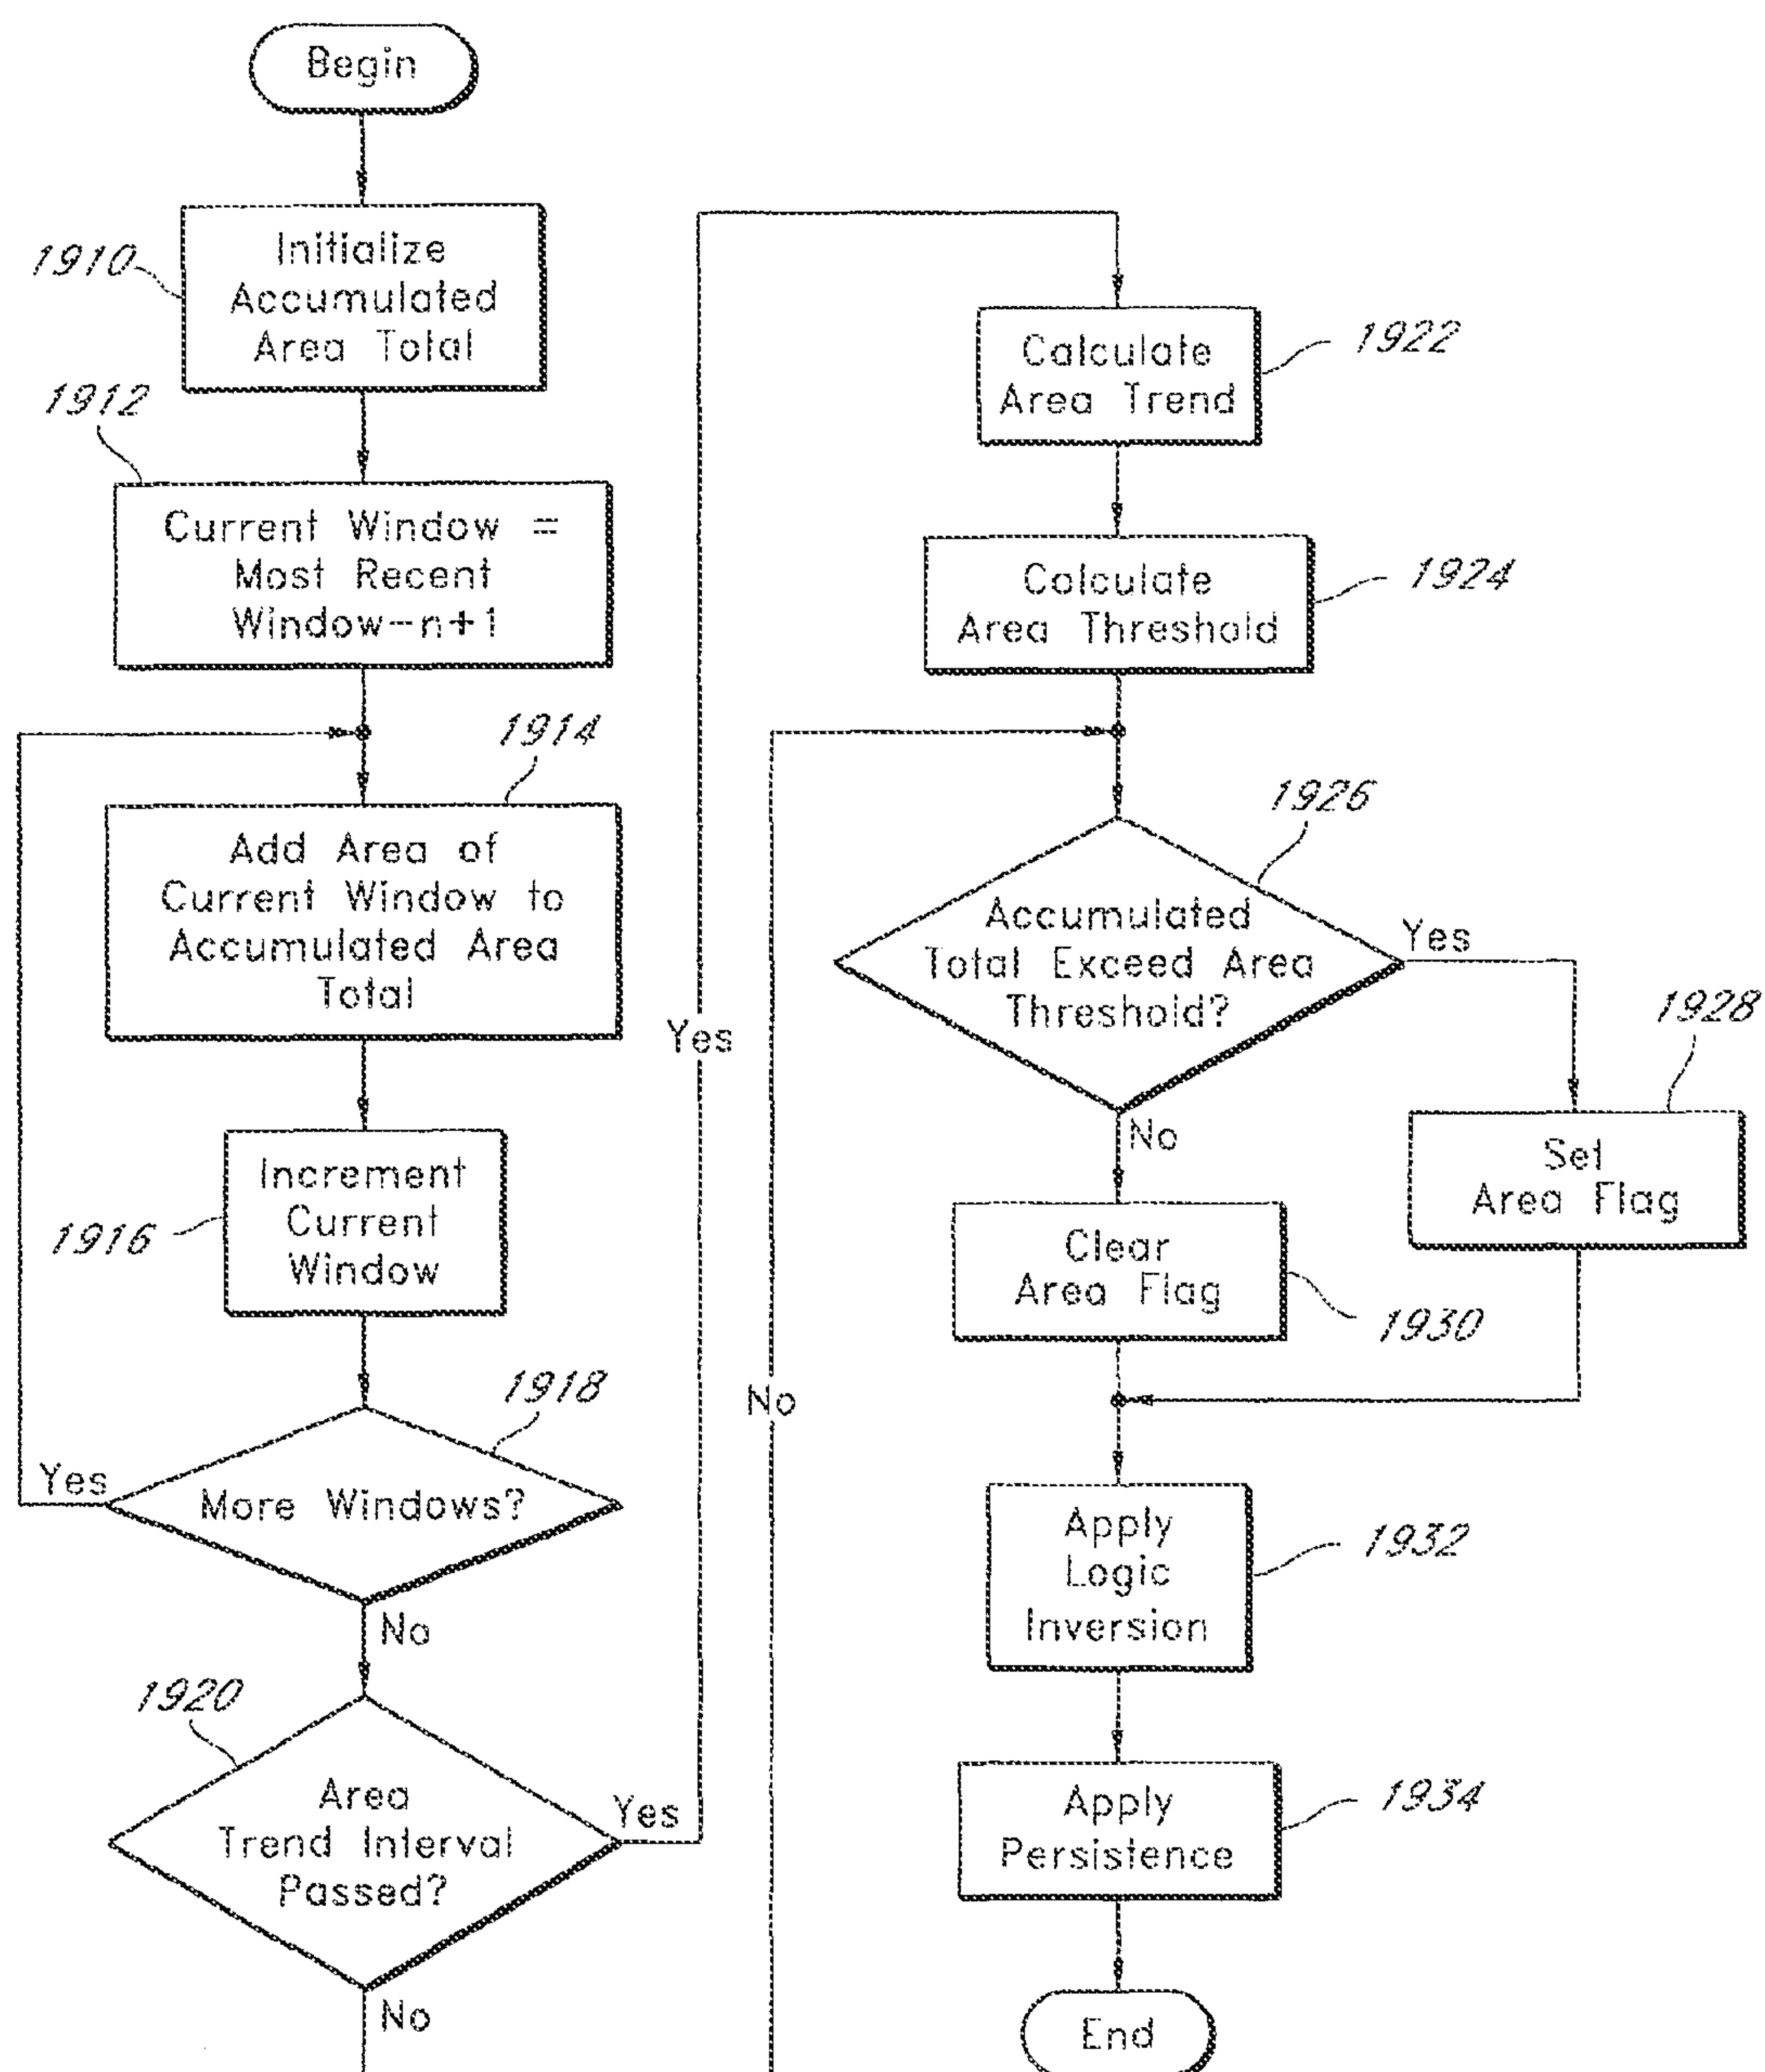 Begin
1910
Initialize
Accumulated
Area Total
1912
Current Window =
Most Recent
Window-n+1
1914
Add Area of
Current Window to
Accumulated Area
Total
1916
Increment
Current
Window
1918
More Windows?
Yes
No
1920
Area
Trend Interval
Passed?
Yes
No
Yes
No
1922
Calculate
Area Trend
1924
Calculate
Area Threshold
1926
Accumulated
Total Exceed Area
Threshold?
Yes
No
1928
Set
Area Flag
Clear
Area Flag
1930
Apply
Logic
Inversion
1932
Apply
Persistence
1934
End